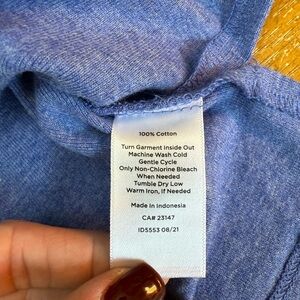 100% Cotton
Turn Garment Inside Out
Machine Wash Cold
Gentle Cycle
Only Non-Chlorine Bleach
When Needed
Tumble Dry Low
Warm Iron, If Needed
Made in Indonesia
CA# 23147
ID5553 08/21